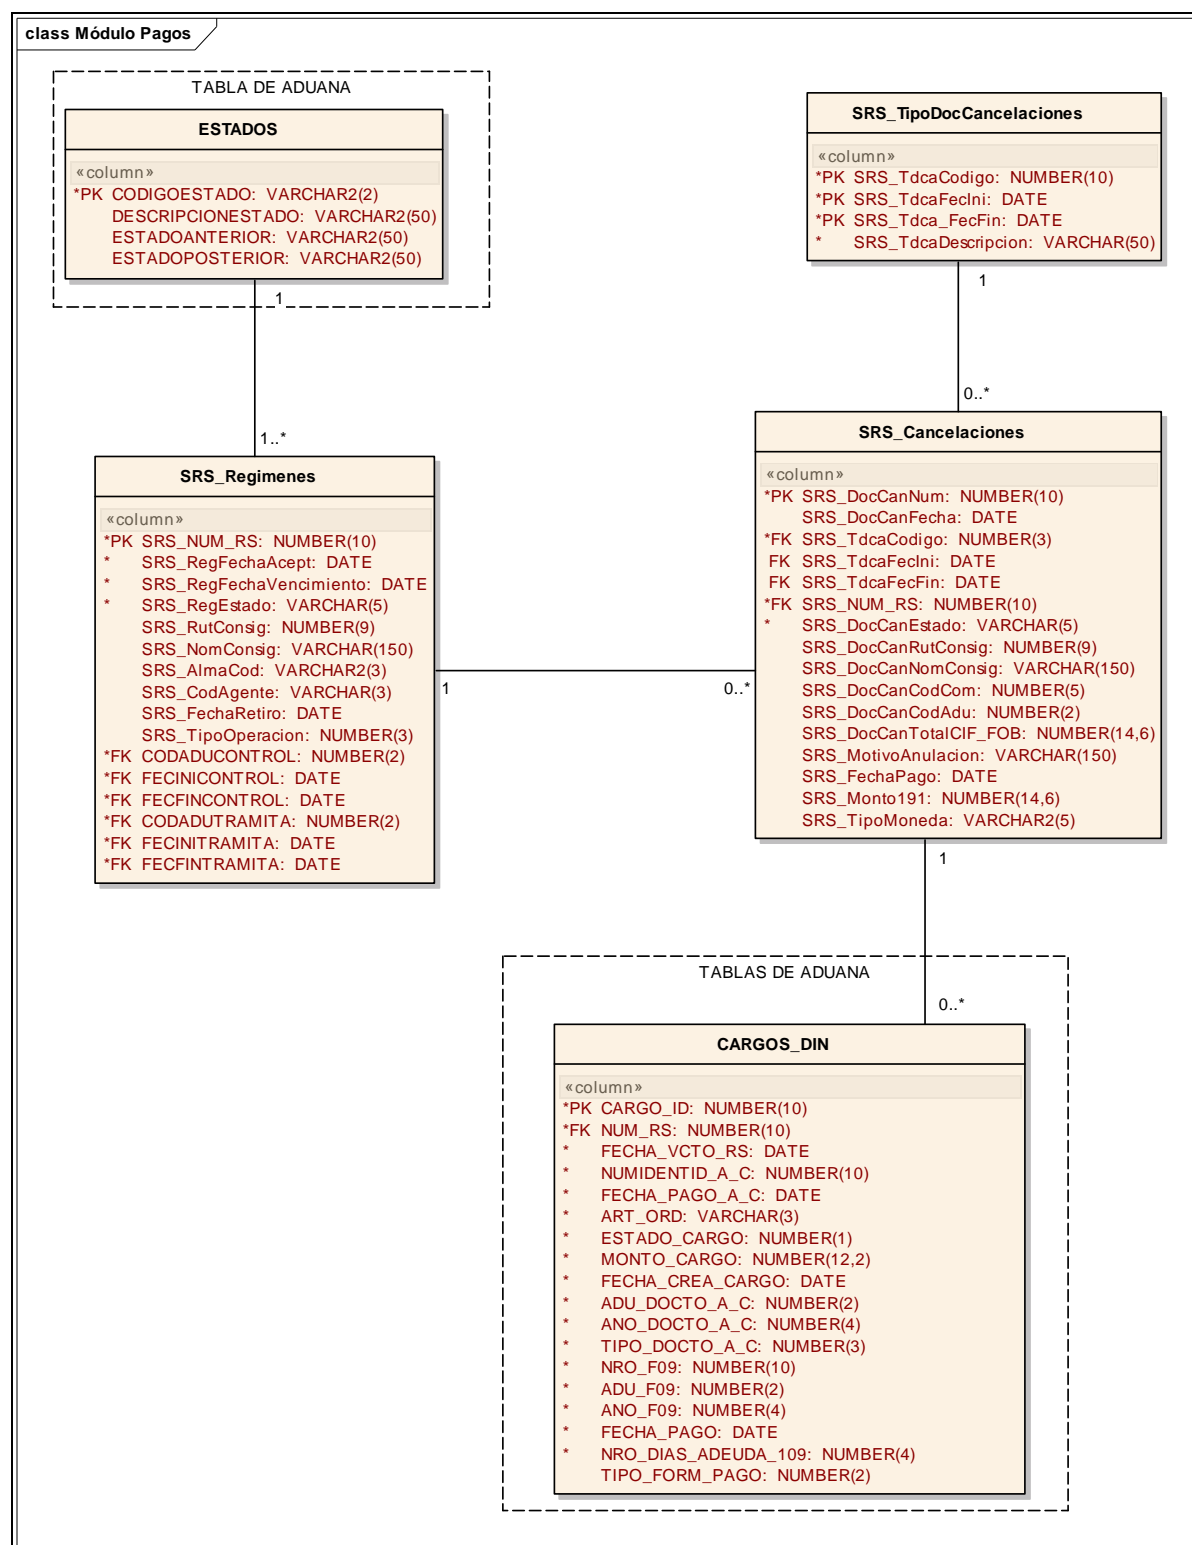 class Módulo Pagos
TABLA DE ADUANA
ESTADOS
«column»
*PK CODIGOESTADO: VARCHAR2(2)
DESCRIPCIONESTADO: VARCHAR2(50)
ESTADOANTERIOR: VARCHAR2(50)
ESTADOPOSTERIOR: VARCHAR2(50)
1
1..*
SRS_TipoDocCancelaciones
«column»
*PK SRS_TdcaCodigo: NUMBER(10)
*PK SRS_TdcaFecIni: DATE
*PK SRS_Tdca_FecFin: DATE
* SRS_TdcaDescripcion: VARCHAR(50)
1
0..*
SRS_Regimenes
«column»
*PK SRS_NUM_RS: NUMBER(10)
* SRS_RegFechaAcept: DATE
* SRS_RegFechaVencimiento: DATE
* SRS_RegEstado: VARCHAR(5)
SRS_RutConsig: NUMBER(9)
SRS_NomConsig: VARCHAR(150)
SRS_AlmaCod: VARCHAR2(3)
SRS_CodAgente: VARCHAR(3)
SRS_FechaRetiro: DATE
SRS_TipoOperacion: NUMBER(3)
*FK CODADUCONTROL: NUMBER(2)
*FK FECINICONTROL: DATE
*FK FECFINCONTROL: DATE
*FK CODADUTRAMITA: NUMBER(2)
*FK FECINITRAMITA: DATE
*FK FECFINTRAMITA: DATE
1
0..*
SRS_Cancelaciones
«column»
*PK SRS_DocCanNum: NUMBER(10)
SRS_DocCanFecha: DATE
*FK SRS_TdcaCodigo: NUMBER(3)
FK SRS_TdcaFecIni: DATE
FK SRS_TdcaFecFin: DATE
*FK SRS_NUM_RS: NUMBER(10)
* SRS_DocCanEstado: VARCHAR(5)
SRS_DocCanRutConsig: NUMBER(9)
SRS_DocCanNomConsig: VARCHAR(150)
SRS_DocCanCodCom: NUMBER(5)
SRS_DocCanCodAdu: NUMBER(2)
SRS_DocCanTotalCIF_FOB: NUMBER(14,6)
SRS_MotivoAnulacion: VARCHAR(150)
SRS_FechaPago: DATE
SRS_Monto191: NUMBER(14,6)
SRS_TipoMoneda: VARCHAR2(5)
1
0..*
TABLAS DE ADUANA
CARGOS_DIN
«column»
*PK CARGO_ID: NUMBER(10)
*FK NUM_RS: NUMBER(10)
* FECHA_VCTO_RS: DATE
* NUMIDENTID_A_C: NUMBER(10)
* FECHA_PAGO_A_C: DATE
* ART_ORD: VARCHAR(3)
* ESTADO_CARGO: NUMBER(1)
* MONTO_CARGO: NUMBER(12,2)
* FECHA_CREA_CARGO: DATE
* ADU_DOCTO_A_C: NUMBER(2)
* ANO_DOCTO_A_C: NUMBER(4)
* TIPO_DOCTO_A_C: NUMBER(3)
* NRO_F09: NUMBER(10)
* ADU_F09: NUMBER(2)
* ANO_F09: NUMBER(4)
* FECHA_PAGO: DATE
* NRO_DIAS_ADEUDA_109: NUMBER(4)
TIPO_FORM_PAGO: NUMBER(2)